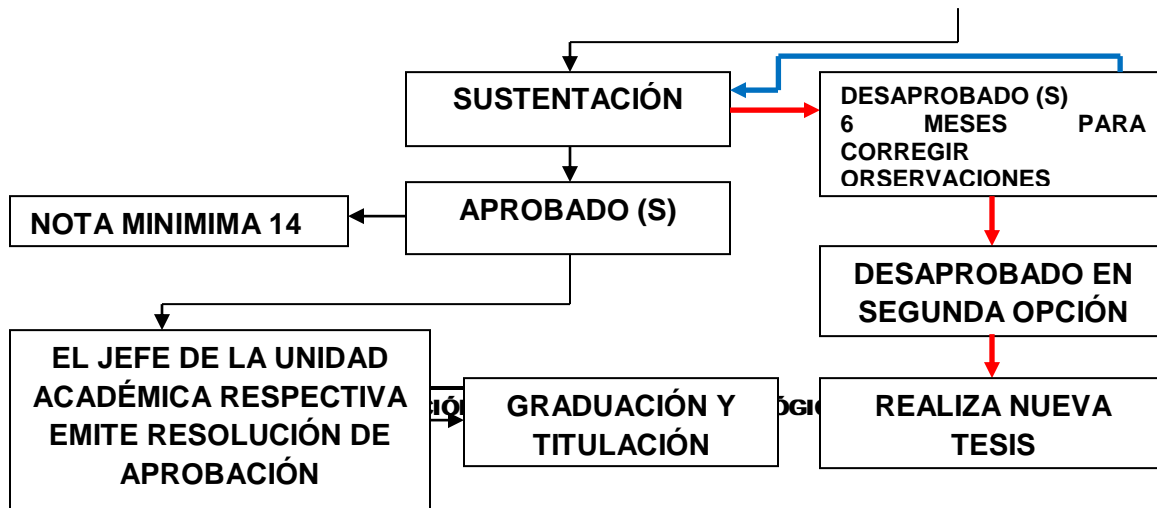 SUSTENTACIÓN
DESAPROBADO (S)
6 MESES PARA
CORREGIR
ORSERVACIONES
NOTA MINIMIMA 14
APROBADO (S)
DESAPROBADO EN
SEGUNDA OPCIÓN
EL JEFE DE LA UNIDAD
ACADÉMICA RESPECTIVA
EMITE RESOLUCIÓN DE
APROBACIÓN
GRADUACIÓN Y
TITULACIÓN
REALIZA NUEVA
TESIS